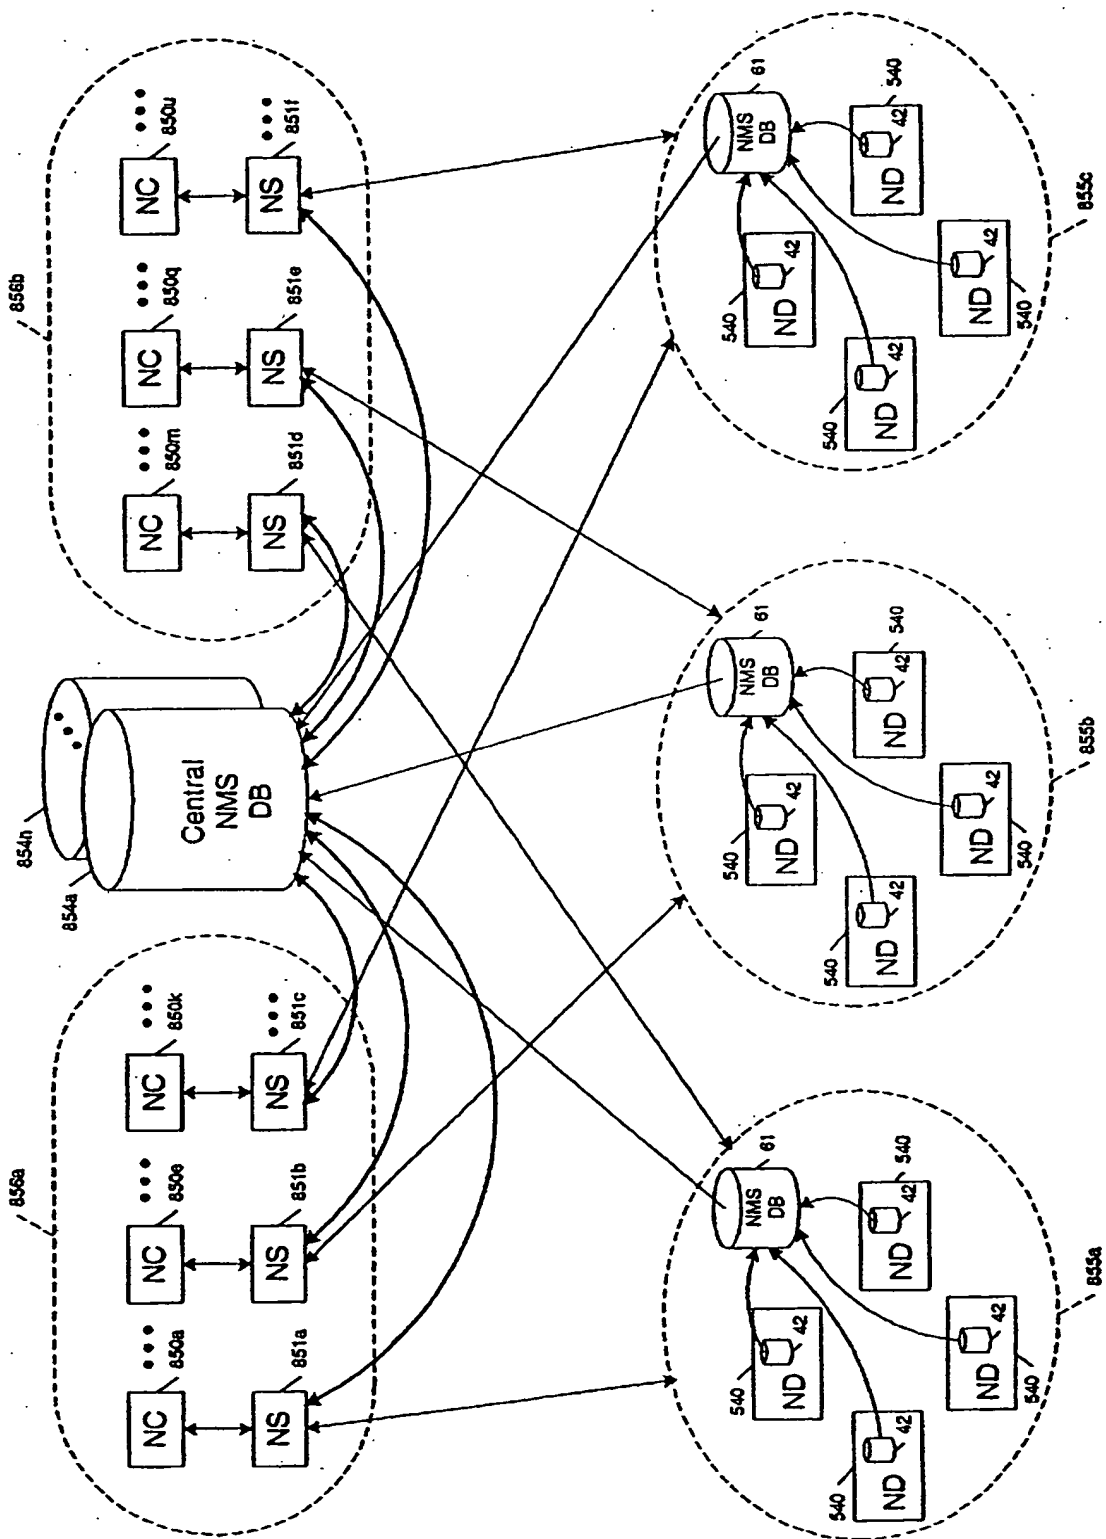 856a
854n
854a
856b
NC
•••
850a
NC
•••
850e
NC
•••
850k
Central
NMS
DB
NC
•••
850m
NC
•••
850q
NC
•••
850u
NS
851a
NS
851b
NS
851c
•••
NS
851d
NS
851e
NS
851f
•••
NMS
DB
61
540
ND
42
540
ND
42
540
ND
42
540
ND
42
855a
NMS
DB
61
540
ND
42
540
ND
42
540
ND
42
540
ND
42
855b
NMS
DB
61
540
ND
42
540
ND
42
540
ND
42
540
ND
42
855c